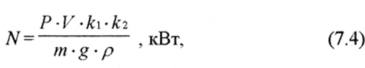 N = P·V·k₁·k₂ / m·g·ρ , кВт, (7.4)